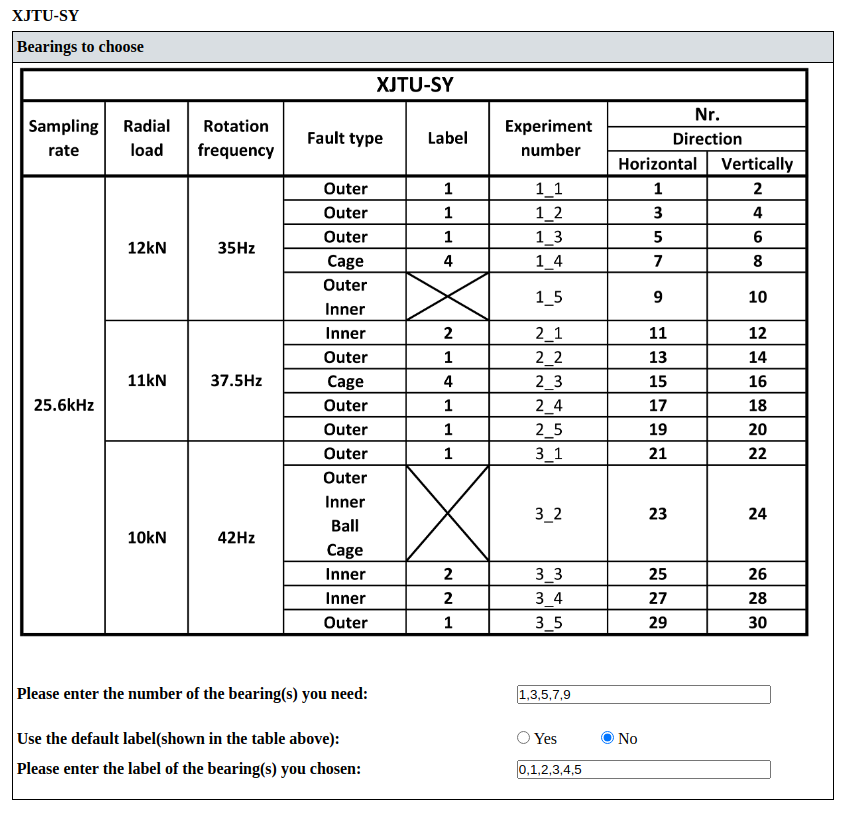 XJTU-SY
Bearings to choose
XJTU-SY
Sampling rate Radial load Rotation frequency Fault type Label Experiment number Nr.
Direction
Horizontal Vertically
25.6kHz
12kN 35Hz
Outer 1 1_1 1 2
Outer 1 1_2 3 4
Outer 1 1_3 5 6
Cage 4 1_4 7 8
Outer
Inner
1_5 9 10
11kN 37.5Hz
Inner 2 2_1 11 12
Outer 1 2_2 13 14
Cage 4 2_3 15 16
Outer 1 2_4 17 18
Outer 1 2_5 19 20
10kN 42Hz
Outer 1 3_1 21 22
Outer
Inner
Ball
Cage
3_2 23 24
Inner 2 3_3 25 26
Inner 2 3_4 27 28
Outer 1 3_5 29 30
Please enter the number of the bearing(s) you need: 1,3,5,7,9
Use the default label(shown in the table above): Yes No
Please enter the label of the bearing(s) you chosen: 0,1,2,3,4,5